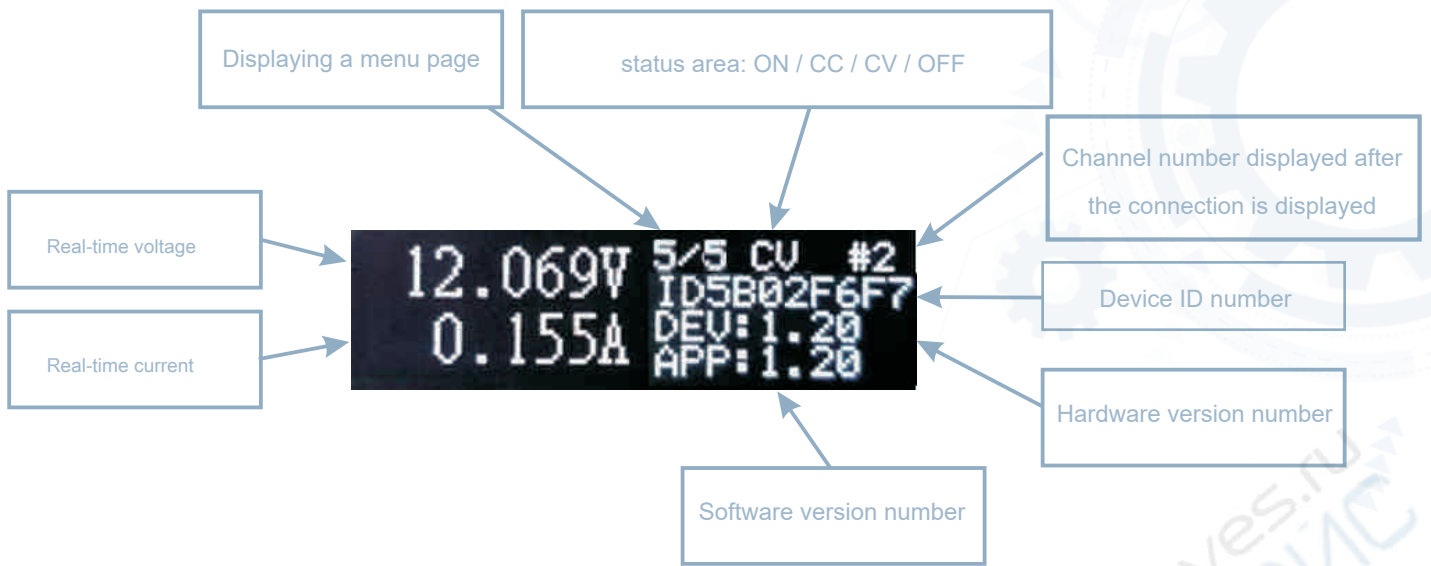 Displaying a menu page
status area: ON / CC / CV / OFF
Channel number displayed after
the connection is displayed
Real-time voltage
12.069V
5/5 CV #2
ID5B02F6F7
Device ID number
Real-time current
0.155A
DEV:1.20
APP:1.20
Hardware version number
Software version number